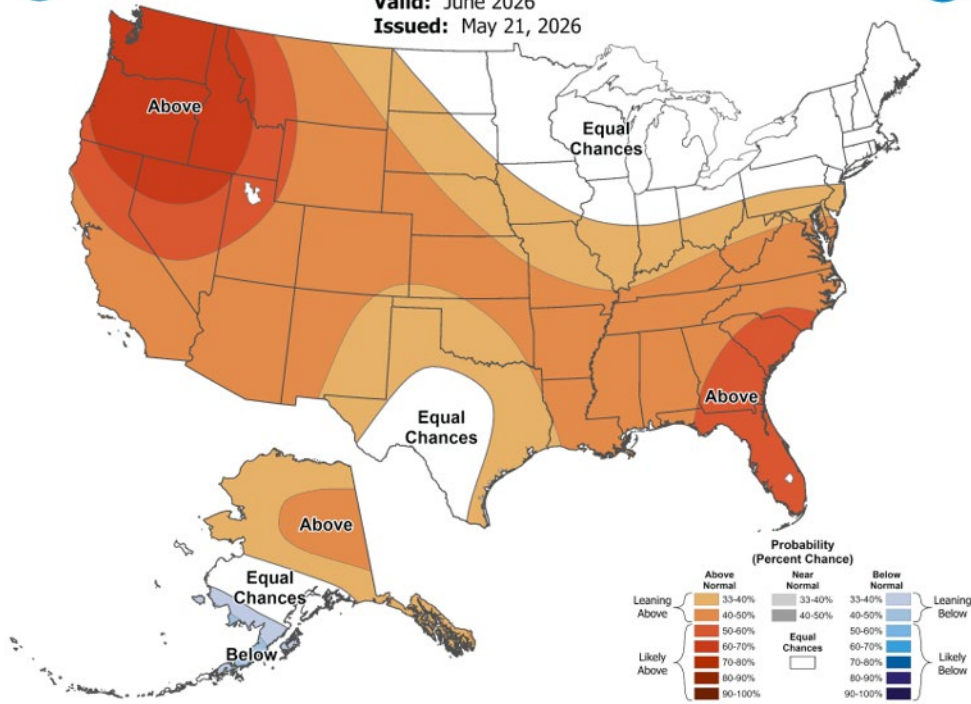 Valid: June 2026
Issued: May 21, 2026
Above
Equal
Chances
Equal
Chances
Above
Above
Equal
Chances
Below
Probability
(Percent Chance)
Above
Normal
Near
Normal
Below
Normal
Leaning
Above
33-40%
33-40%
33-40%
Leaning
Below
40-50%
40-50%
40-50%
50-60%
Equal
Chances
50-60%
Likely
Above
60-70%
60-70%
Likely
Below
70-80%
70-80%
80-90%
80-90%
90-100%
90-100%